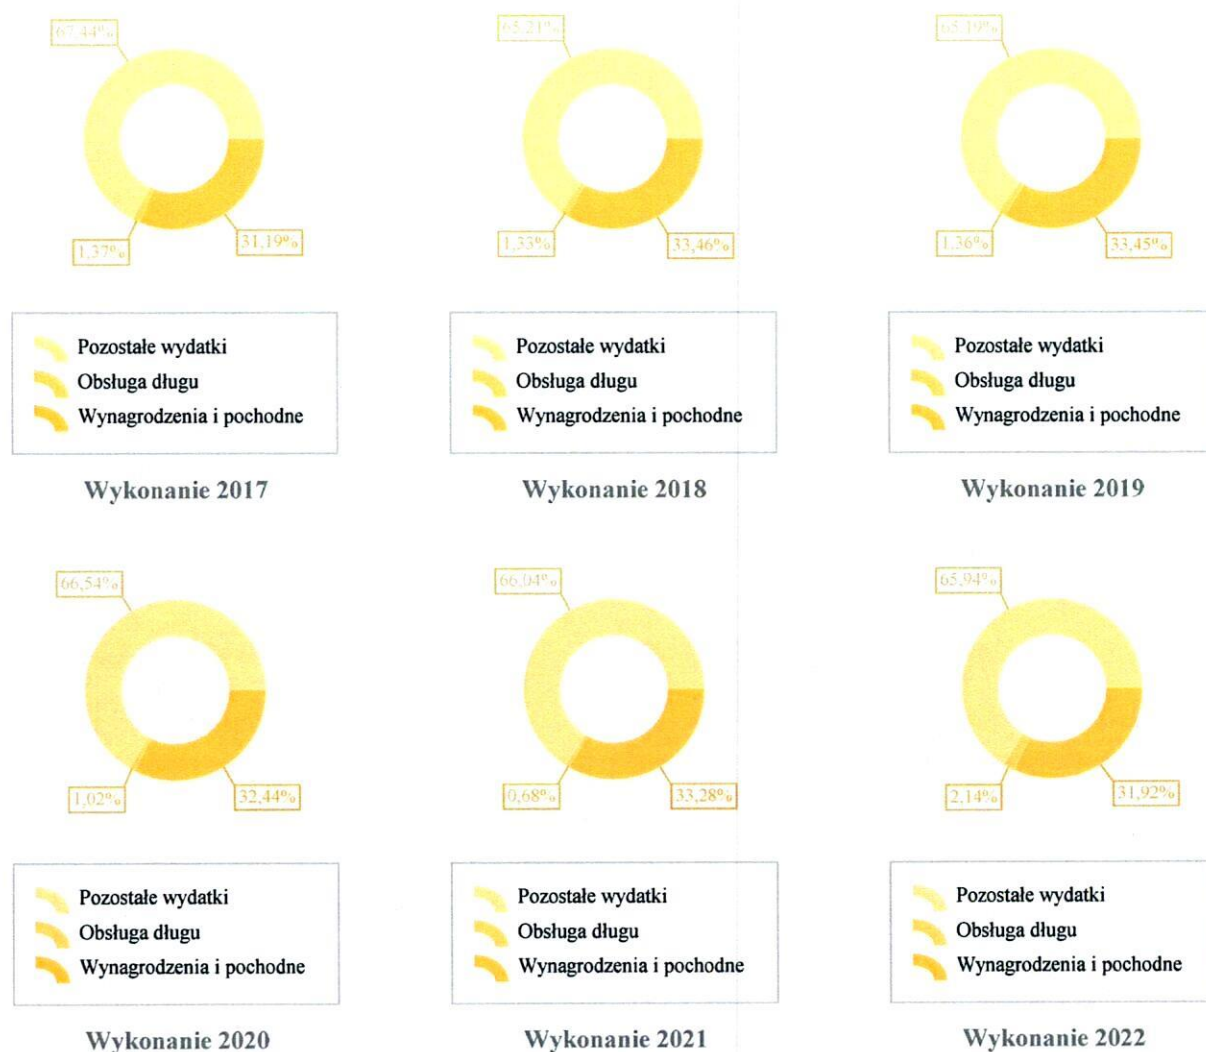 67,44%
1,37%
31,19%
Pozostałe wydatki
Obsługa długu
Wynagrodzenia i pochodne
Wykonanie 2017
65,21%
1,33%
33,46%
Pozostałe wydatki
Obsługa długu
Wynagrodzenia i pochodne
Wykonanie 2018
65,19%
1,36%
33,45%
Pozostałe wydatki
Obsługa długu
Wynagrodzenia i pochodne
Wykonanie 2019
66,54%
1,02%
32,44%
Pozostałe wydatki
Obsługa długu
Wynagrodzenia i pochodne
Wykonanie 2020
66,04%
0,68%
33,28%
Pozostałe wydatki
Obsługa długu
Wynagrodzenia i pochodne
Wykonanie 2021
65,94%
2,14%
31,92%
Pozostałe wydatki
Obsługa długu
Wynagrodzenia i pochodne
Wykonanie 2022